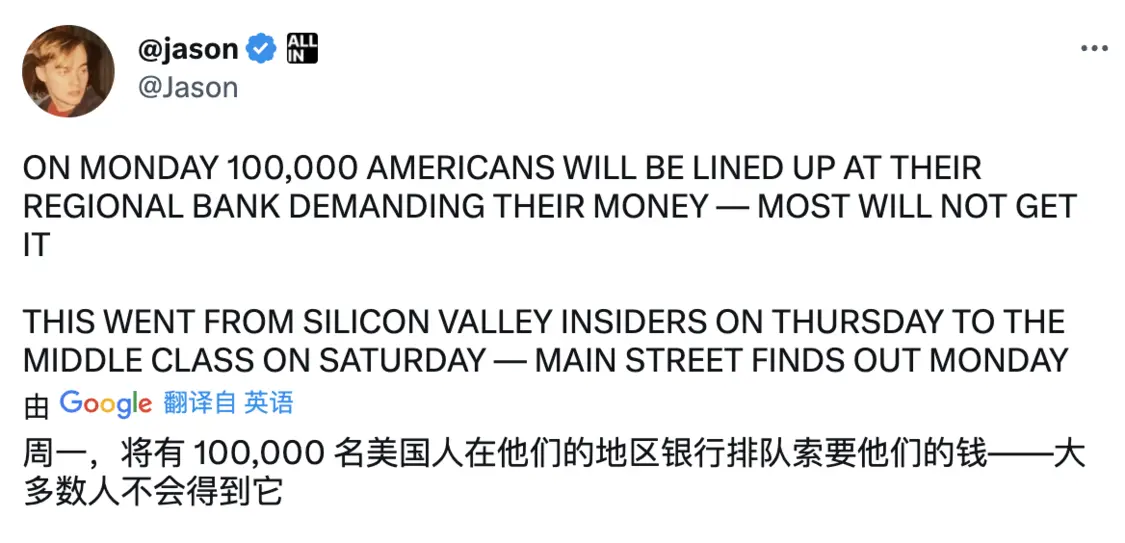 @jason ALL IN
@Jason
ON MONDAY 100,000 AMERICANS WILL BE LINED UP AT THEIR
REGIONAL BANK DEMANDING THEIR MONEY — MOST WILL NOT GET
IT
THIS WENT FROM SILICON VALLEY INSIDERS ON THURSDAY TO THE
MIDDLE CLASS ON SATURDAY — MAIN STREET FINDS OUT MONDAY
由 Google 翻译自 英语
周一，将有 100,000 名美国人在他们的地区银行排队索要他们的钱——大
多数人不会得到它